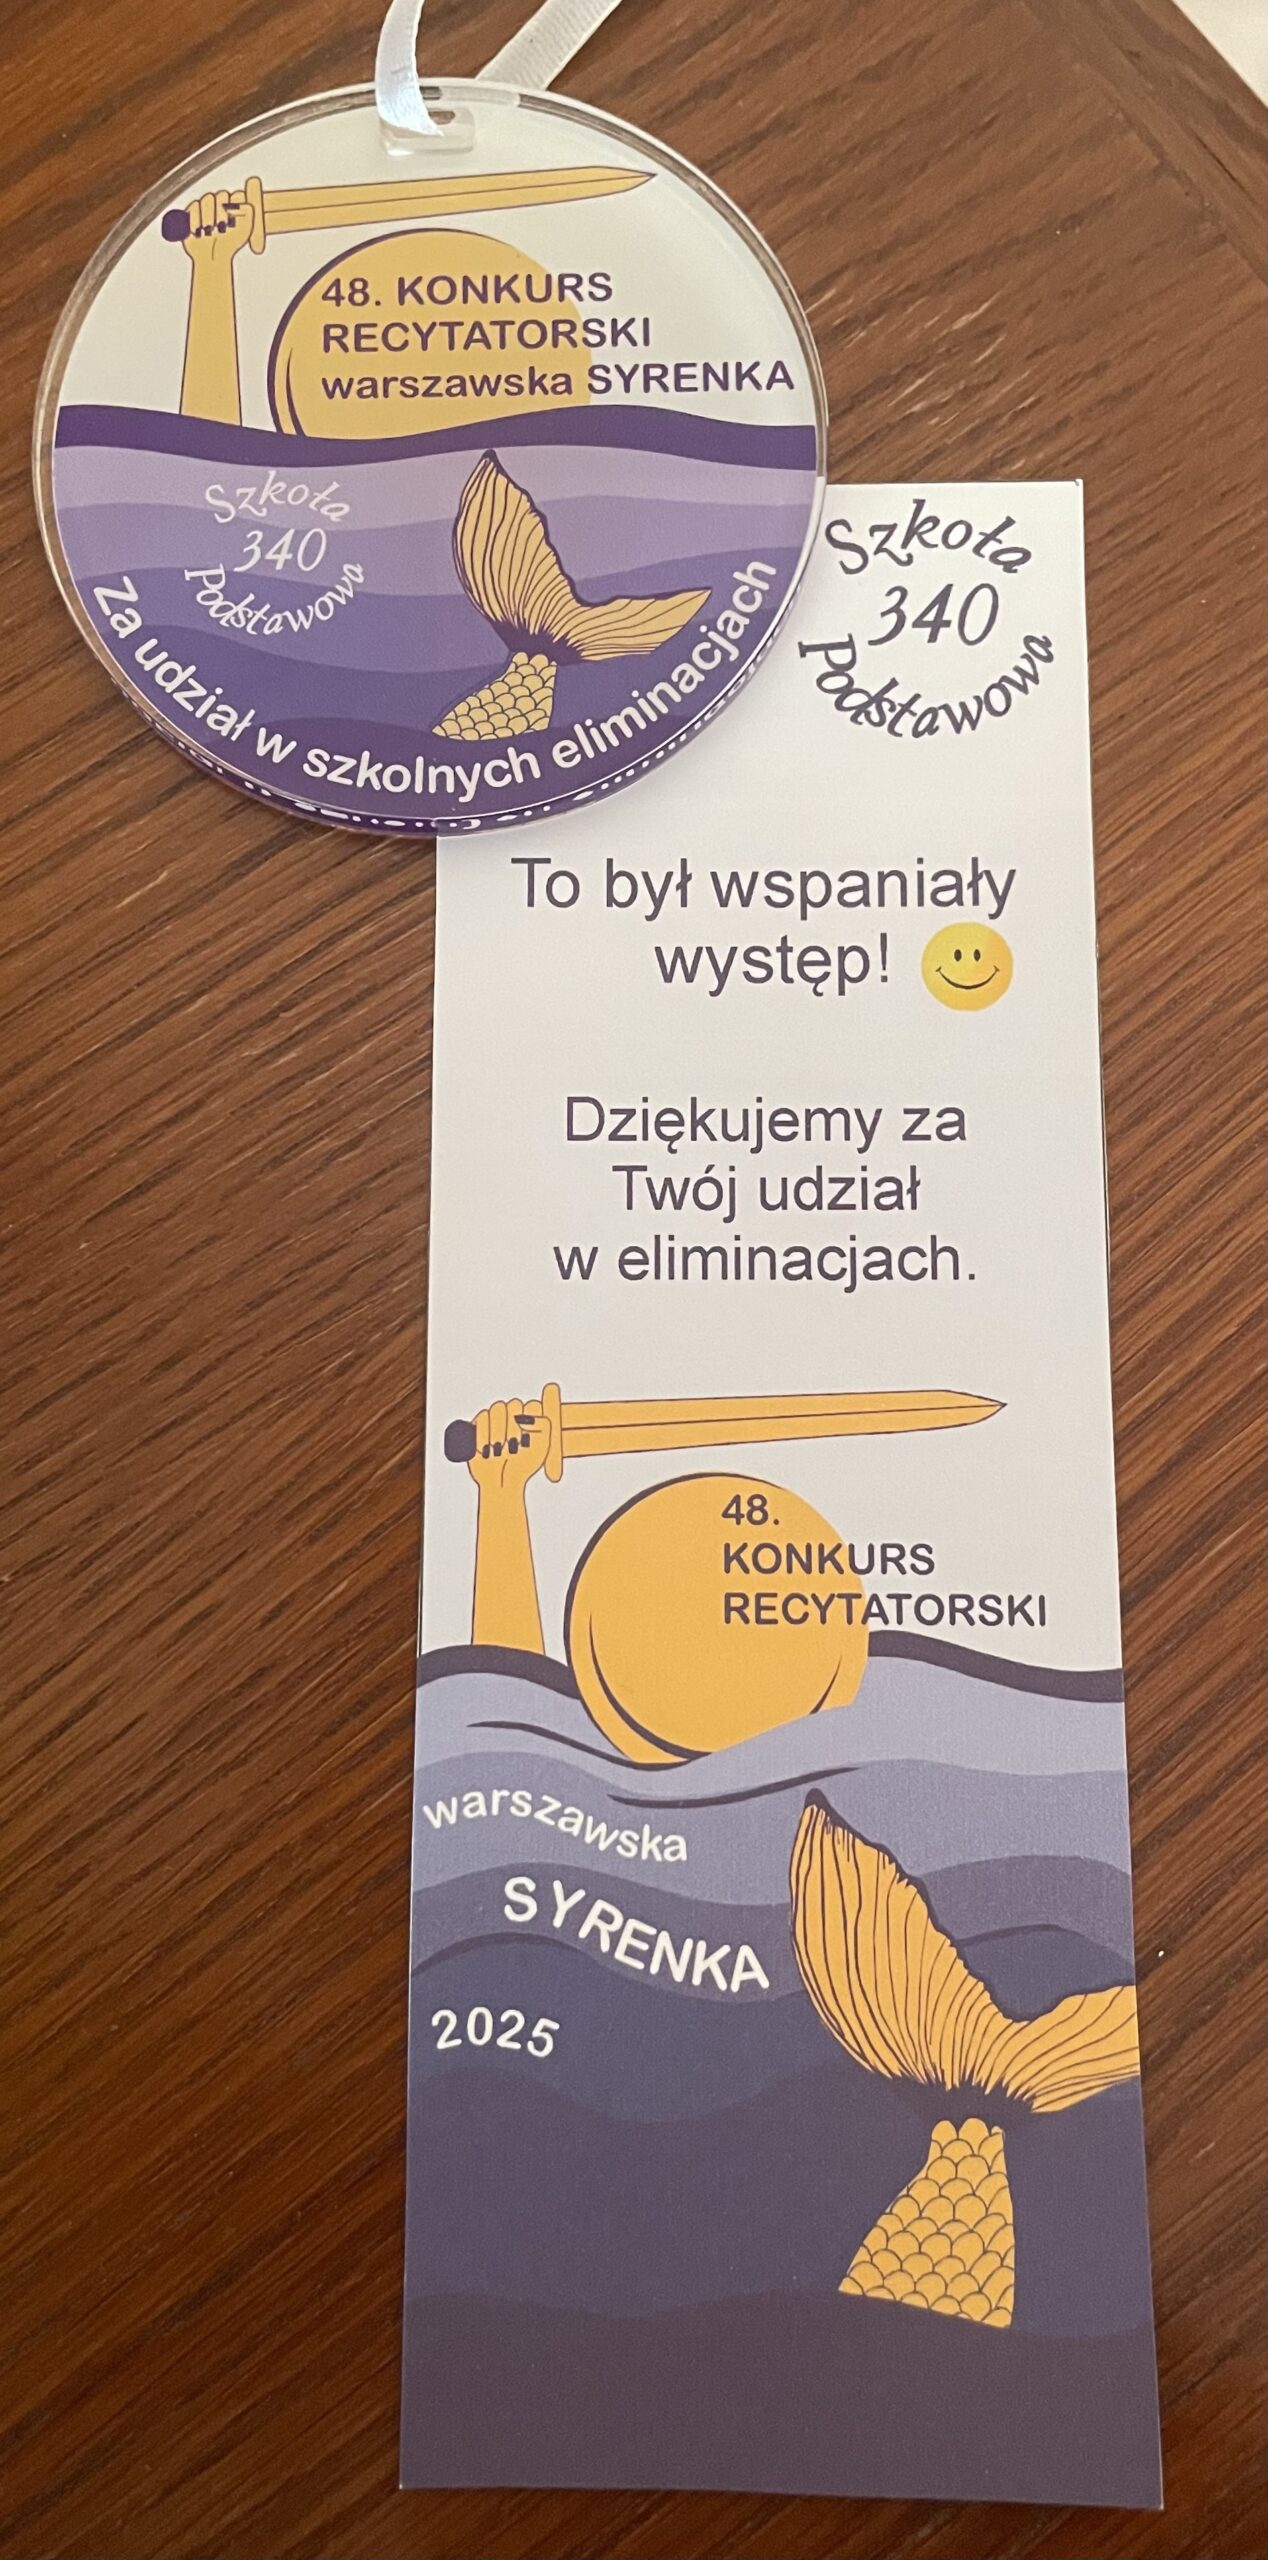 48. KONKURS
RECYTATORSKI
warszawska SYRENKA
Szkoła
340
Podstawowa
Za udział w szkolnych eliminacjach
Szkoła
340
Podstawowa
To był wspaniały
występ!
Dziękujemy za
Twój udział
w eliminacjach.
48.
KONKURS
RECYTATORSKI
warszawska
SYRENKA
2025